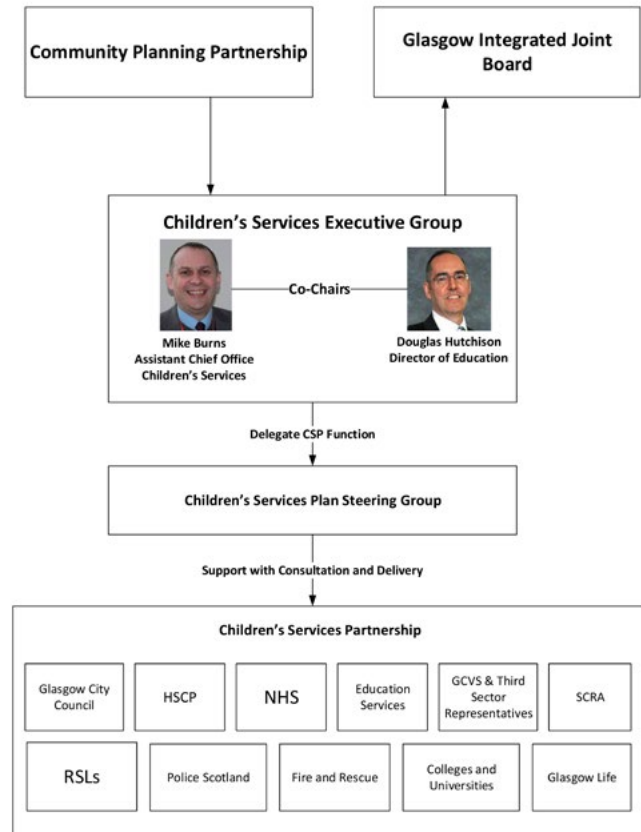 Community Planning Partnership
Glasgow Integrated Joint
Board
Children's Services Executive Group
Co-Chairs
Mike Burns
Assistant Chief Office
Children's Services
Douglas Hutchison
Director of Education
Delegate CSP Function
Children's Services Plan Steering Group
Support with Consultation and Delivery
Children's Services Partnership
Glasgow City
Council
HSCP
NHS
Education
Services
GCVS & Third
Sector
Representatives
SCRA
RSLs
Police Scotland
Fire and Rescue
Colleges and
Universities
Glasgow Life